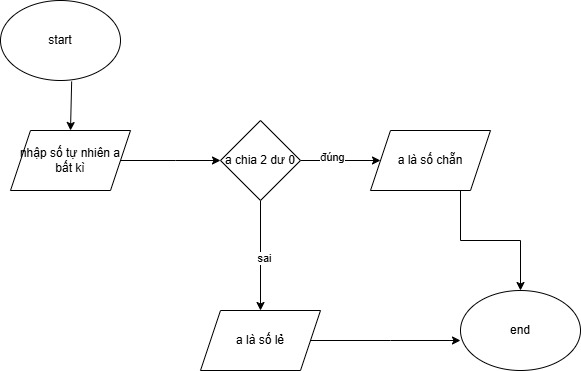 start
nhập số tự nhiên a
bất kì
a chia 2 dư 0
đúng
a là số chẵn
sai
a là số lẻ
end